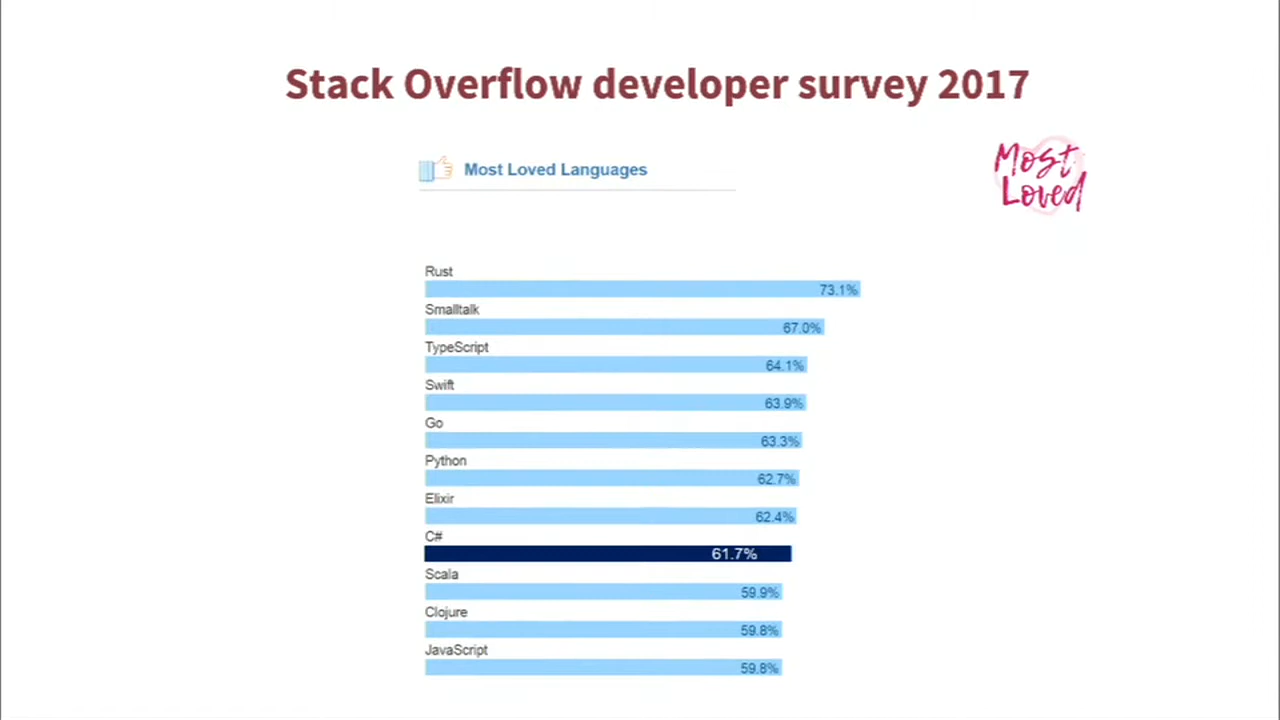 Stack Overflow developer survey 2017
Most Loved Languages
Most
Loved
Rust
73.1%
Smalltalk
67.0%
TypeScript
64.1%
Swift
63.9%
Go
63.3%
Python
62.7%
Elixir
62.4%
C#
61.7%
Scala
59.9%
Clojure
59.8%
JavaScript
59.8%